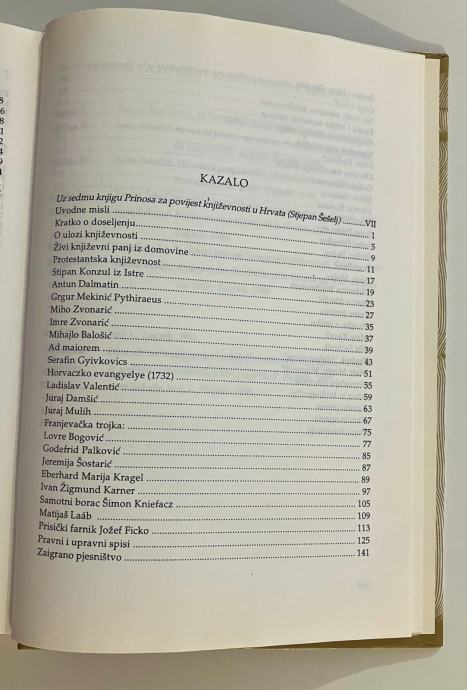 KAZALO
Uz sedmu knjigu Prinosa za povijest književnosti u Hrvata (Stjepan Šešelj) ......... VII
Uvodne misli ......... 1
Kratko o doseljenju ......... 5
O ulozi književnosti ......... 9
Živi književni panj iz domovine ......... 11
Protestantska književnost ......... 17
Stipan Konzul iz Istre ......... 19
Antun Dalmatin ......... 23
Grgur Mekinić Pythiraeus ......... 27
Miho Zvonarić ......... 35
Imre Zvonarić ......... 37
Mihajlo Balošić ......... 39
Ad maiorem ......... 43
Serafin Gyivkovics ......... 51
Horvaczko evangyelye (1732) ......... 55
Ladislav Valentić ......... 59
Juraj Damšić ......... 63
Juraj Mulih ......... 67
Franjevačka trojka: ......... 75
Lovre Bogović ......... 77
Godefrid Palković ......... 85
Jeremija Šostarić ......... 87
Eberhard Marija Kragel ......... 89
Ivan Žigmund Karner ......... 97
Samotni borac Šimon Kniefacz ......... 105
Matijaš Laáb ......... 109
Prisički farnik Jožef Ficko ......... 113
Pravni i upravni spisi ......... 125
Zaigrano pjesništvo ......... 141